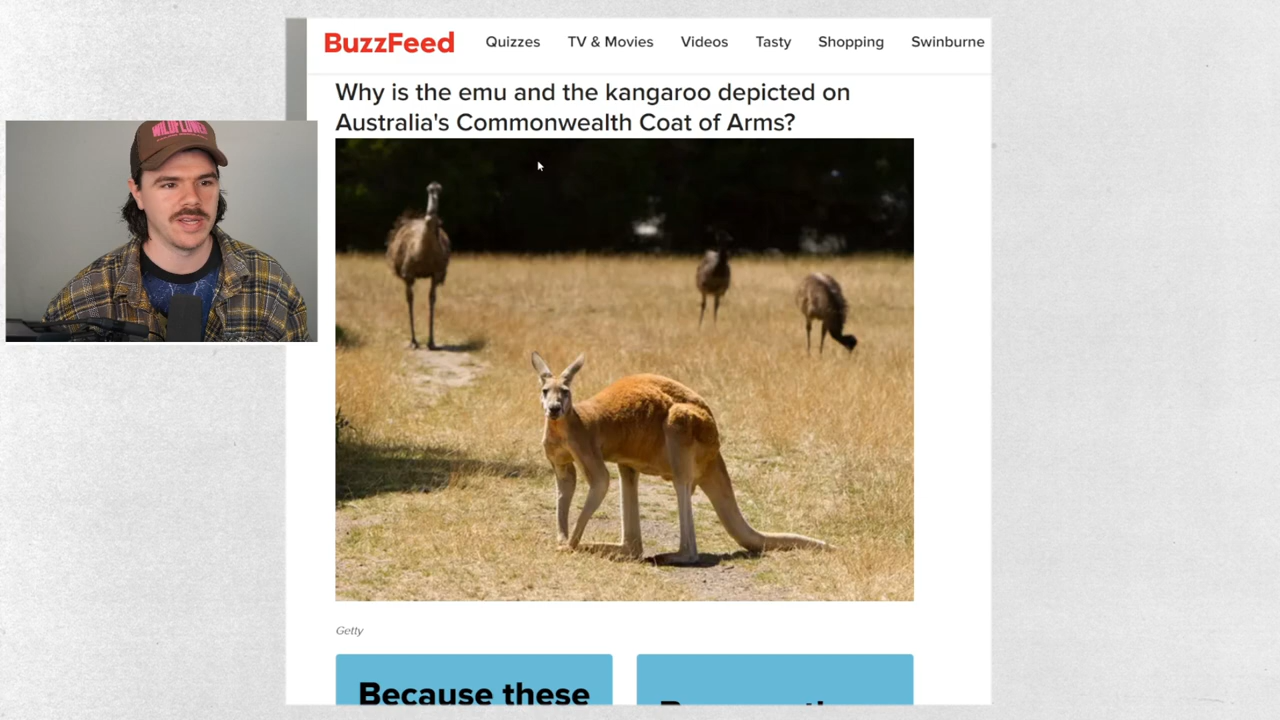 BuzzFeed Quizzes TV & Movies Videos Tasty Shopping Swinburne
Why is the emu and the kangaroo depicted on
Australia's Commonwealth Coat of Arms?
WILDFLOWER
Getty
Because these